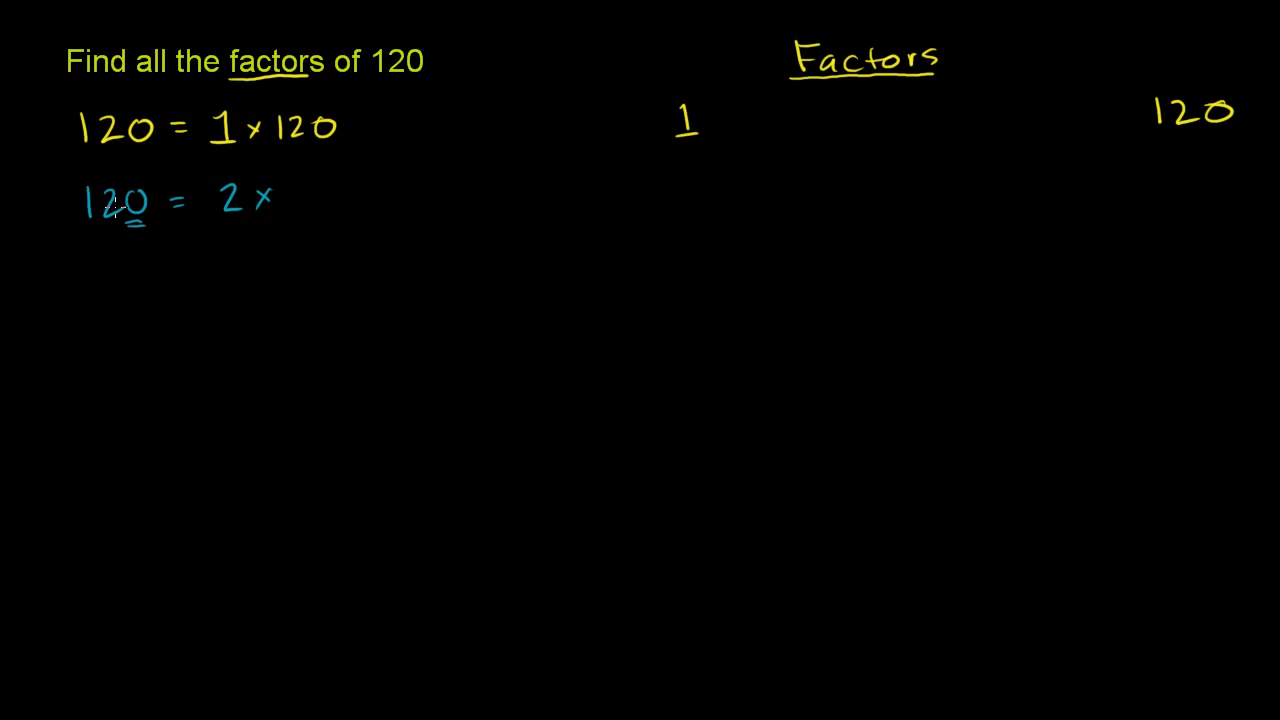 Find all the factors of 120
Factors
120 = 1 × 120
1 120
120 = 2 ×